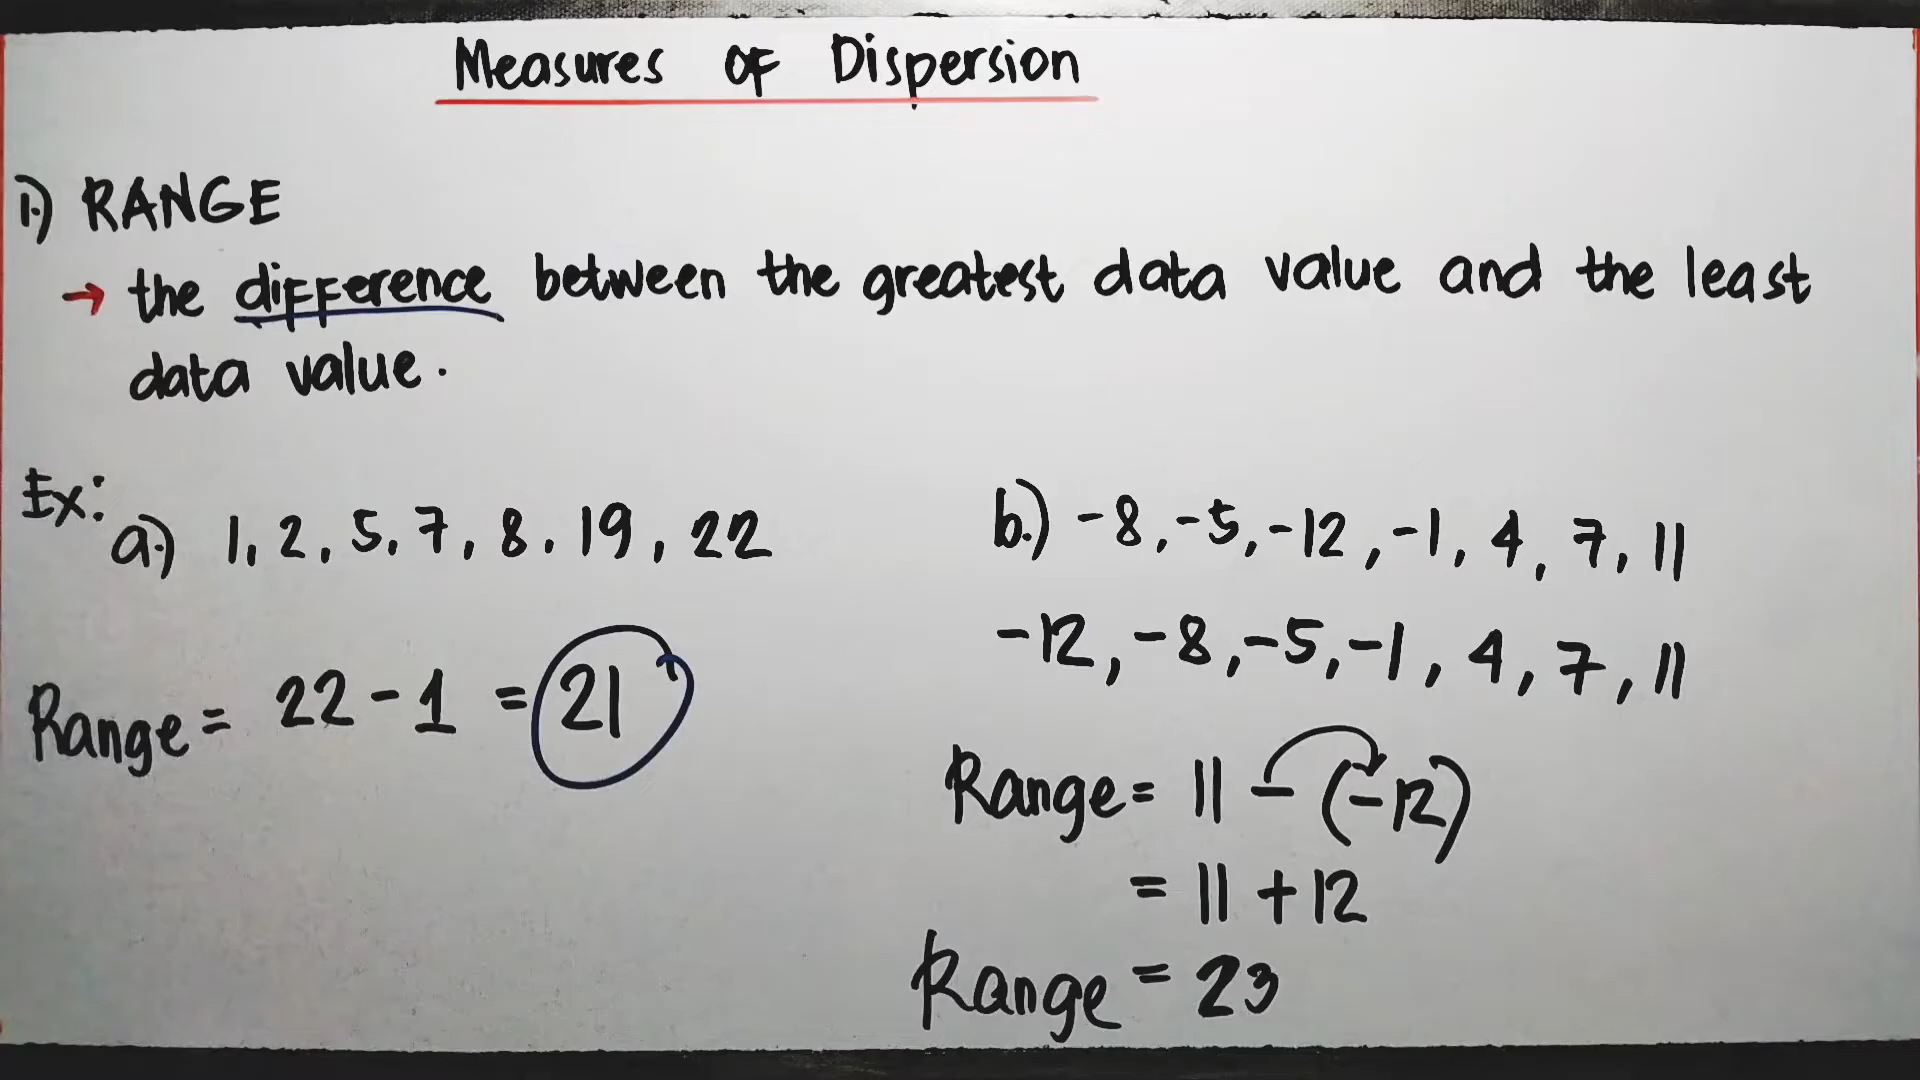 Measures of Dispersion
1.) RANGE
→ the difference between the greatest data value and the least
data value.
Ex:
a.) 1, 2, 5, 7, 8. 19, 22
Range = 22 - 1 = 21
b.) -8, -5, -12, -1, 4, 7, 11
-12, -8, -5, -1, 4, 7, 11
Range = 11 - (-12)
= 11 + 12
Range = 23